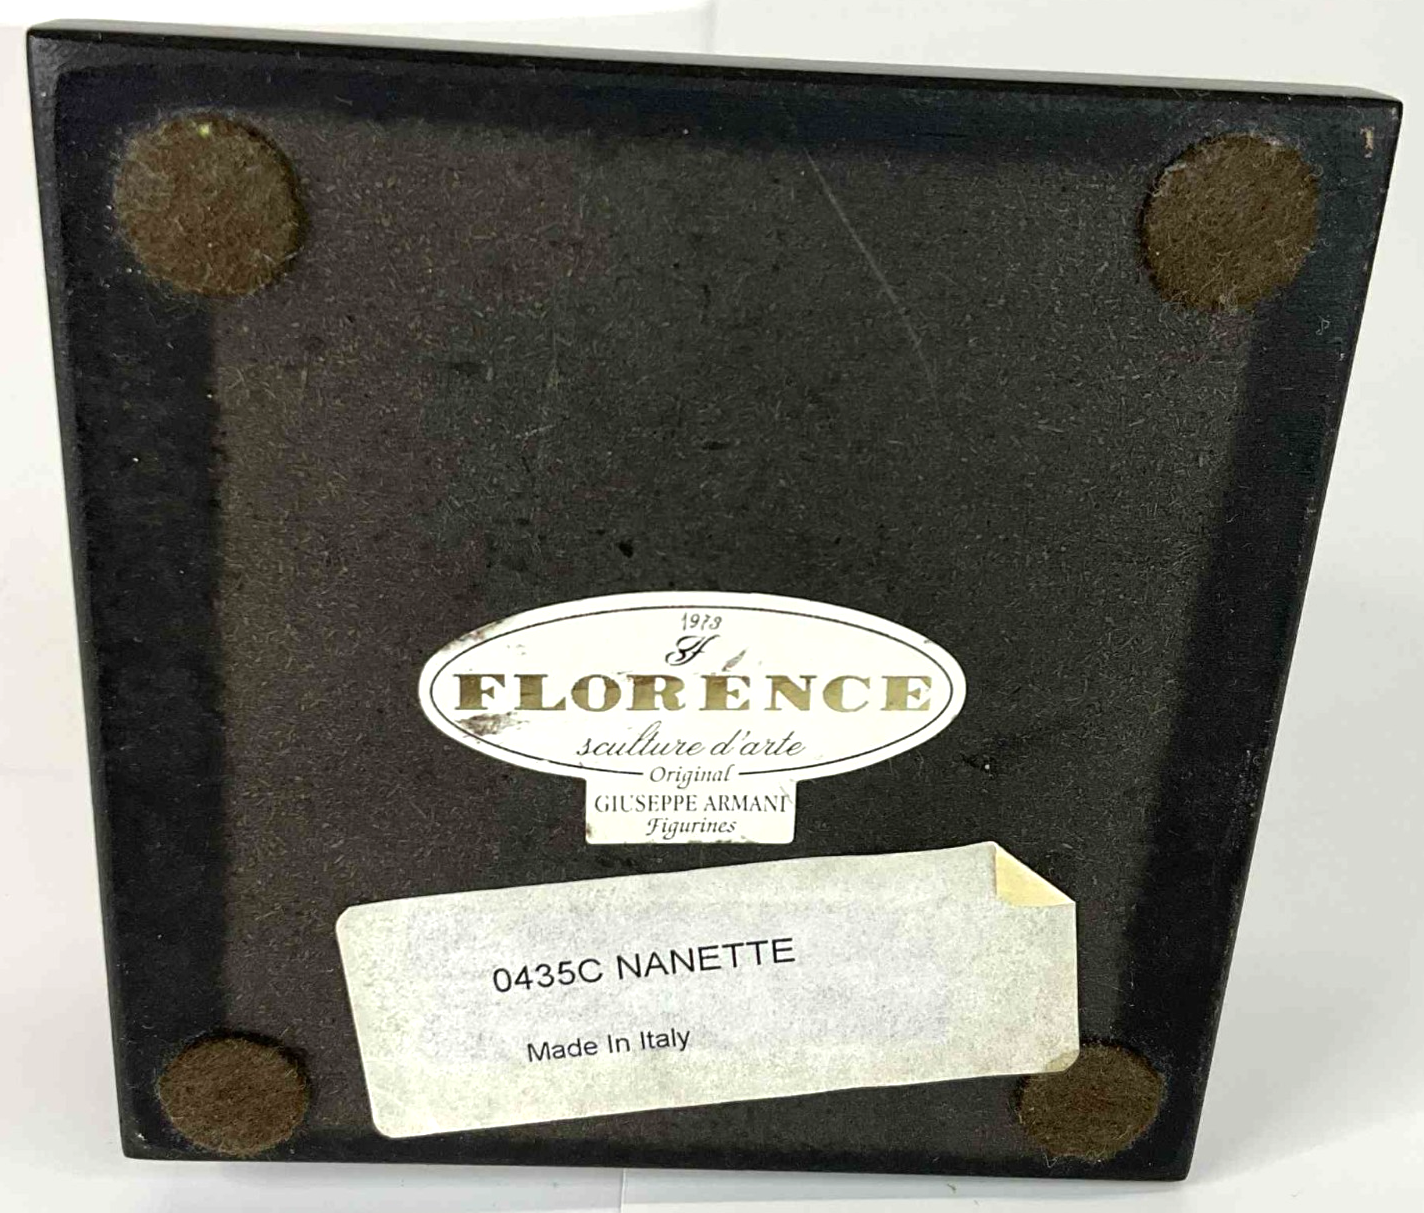 1973
FLORENCE
sculture d'arte
Original
GIUSEPPE ARMANI
Figurines
0435C NANETTE
Made In Italy